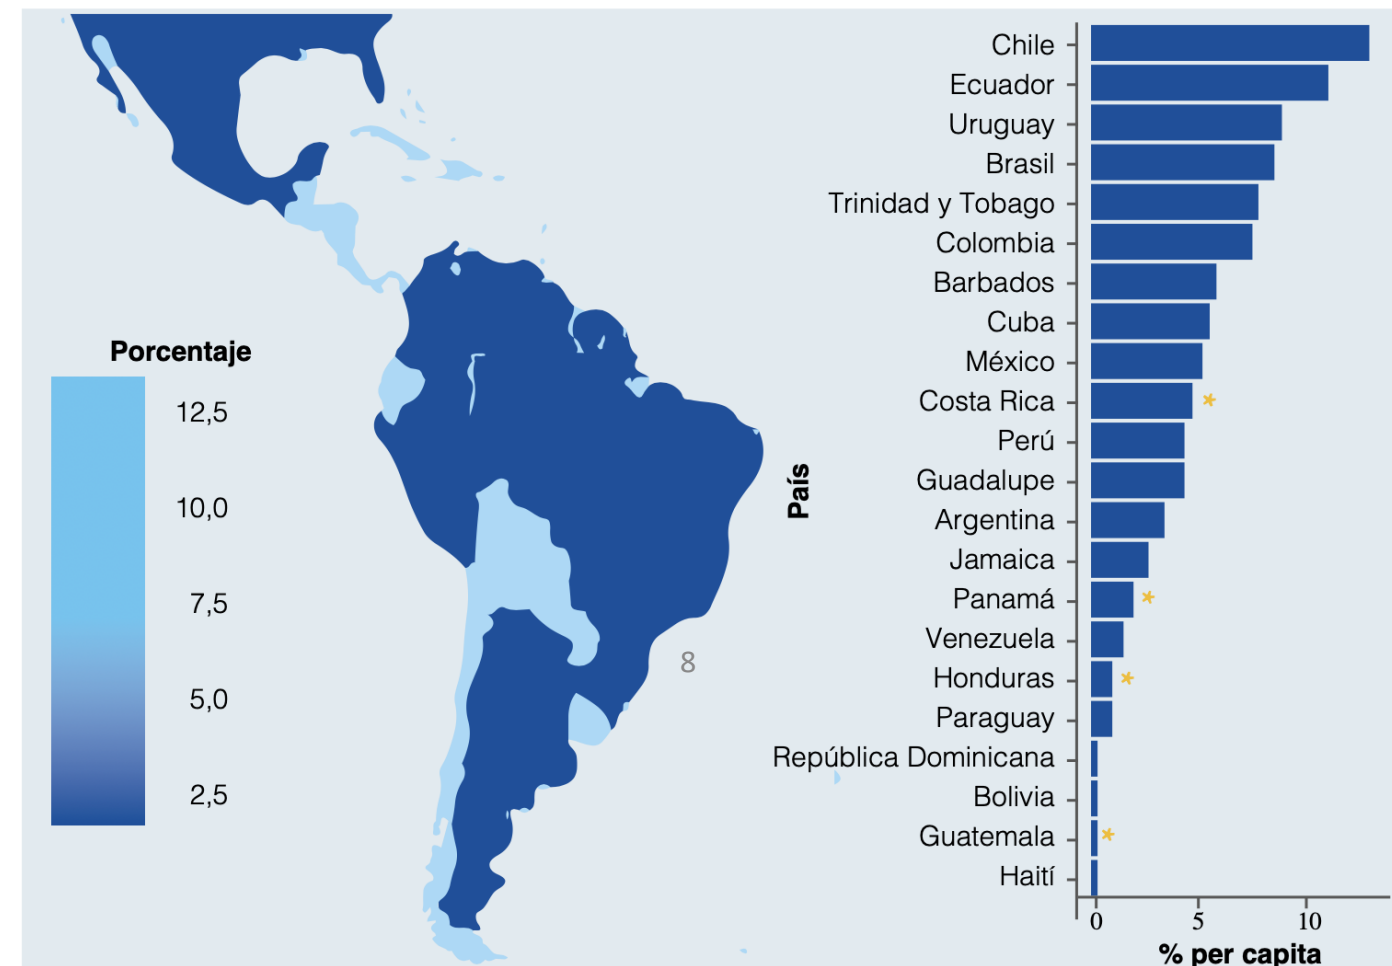 Porcentaje
12,5
10,0
7,5
5,0
2,5
8
País
Chile
Ecuador
Uruguay
Brasil
Trinidad y Tobago
Colombia
Barbados
Cuba
México
Costa Rica *
Perú
Guadalupe
Argentina
Jamaica
Panamá *
Venezuela
Honduras *
Paraguay
República Dominicana
Bolivia
Guatemala *
Haití
0 5 10
% per capita